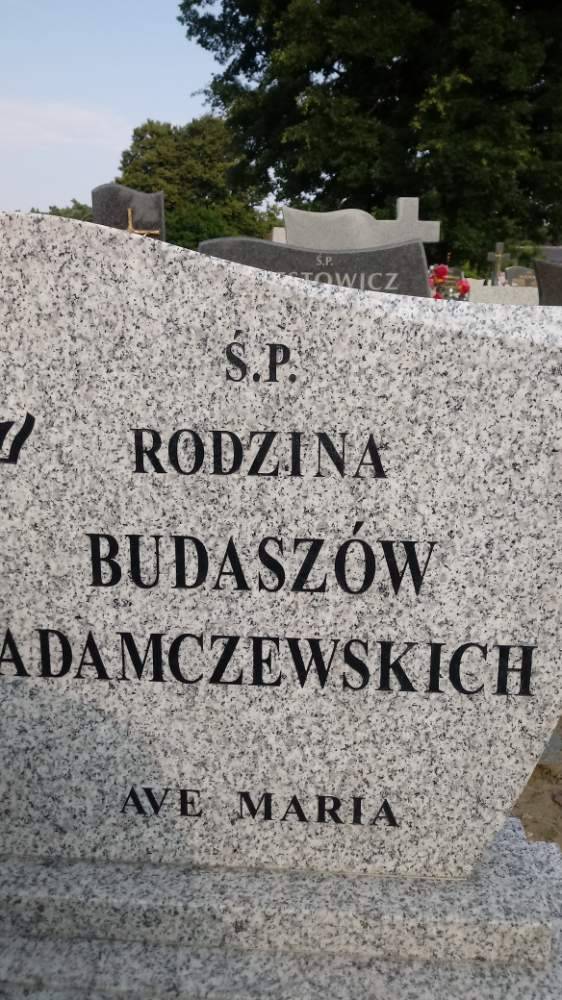 Ś.P.
Ś.P.
RODZINA
BUDASZÓW
ADAMCZEWSKICH
AVE MARIA